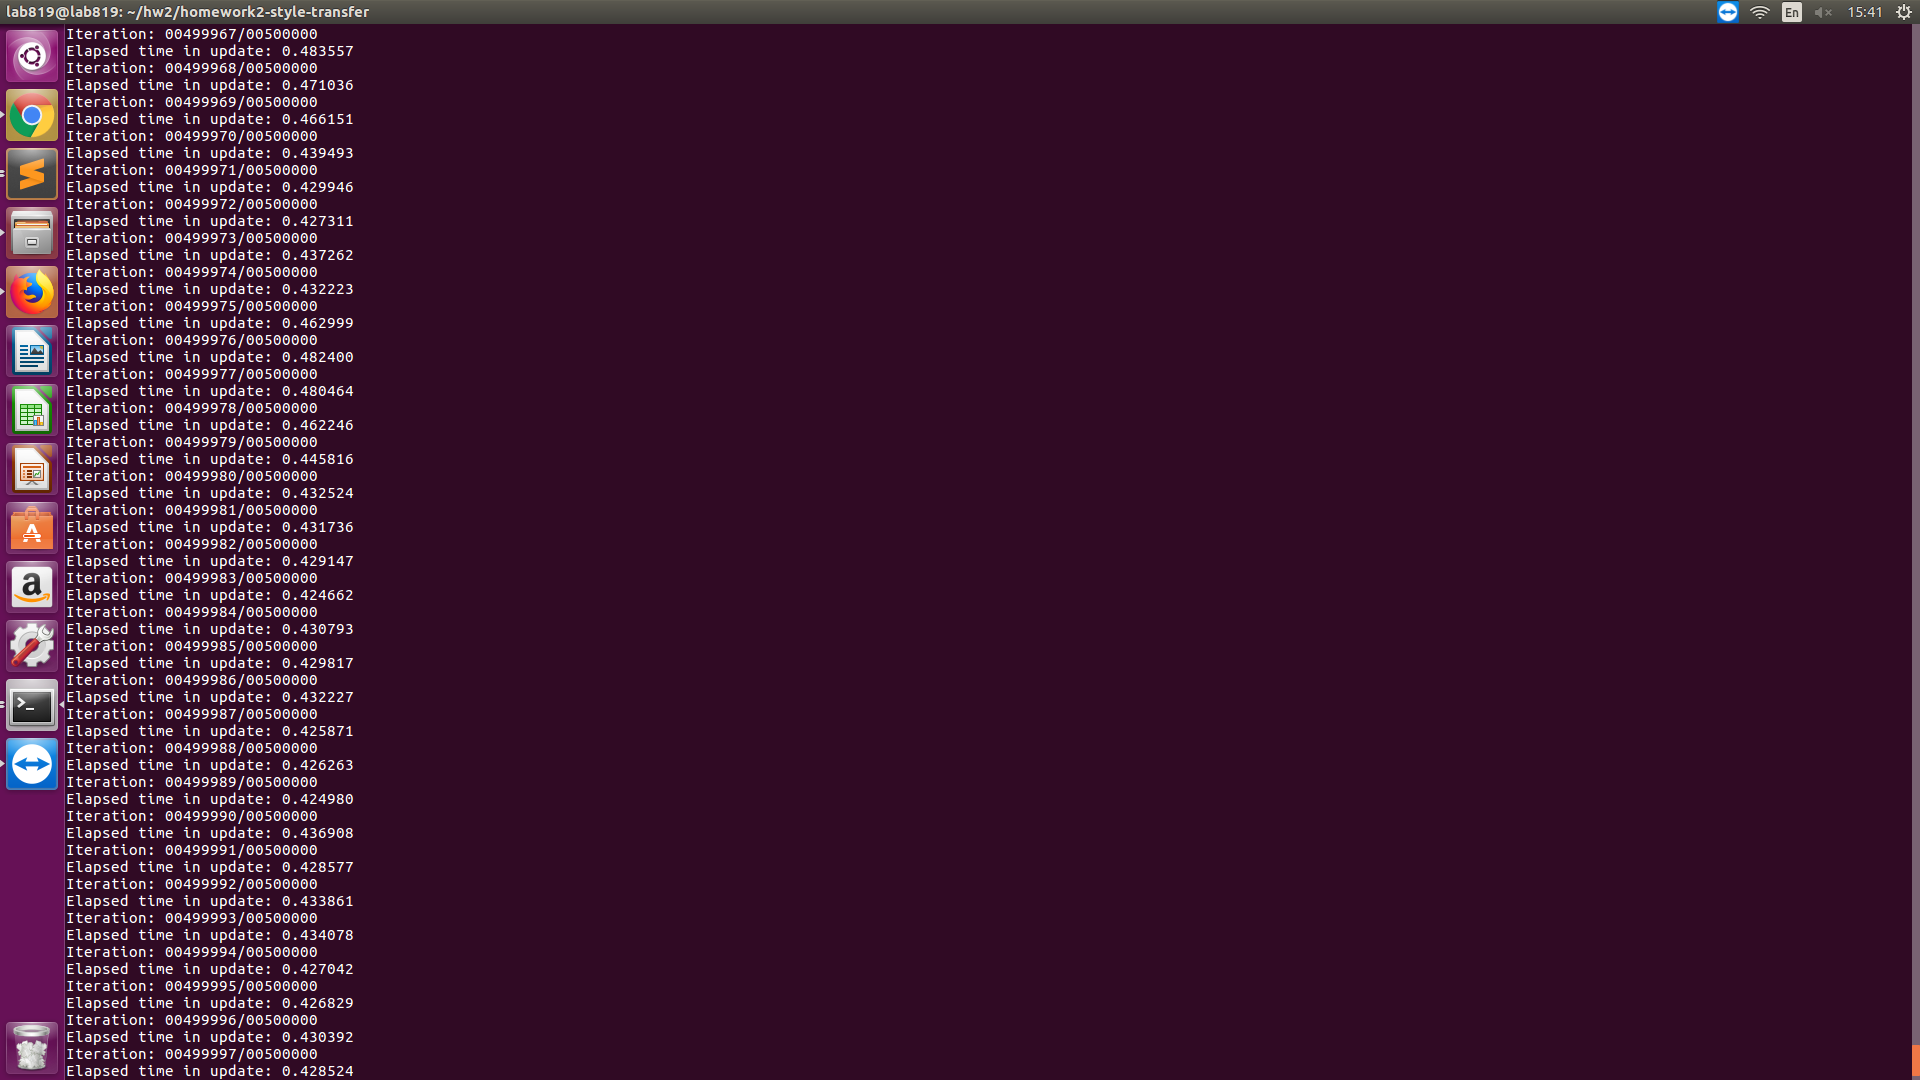 lab819@lab819: ~/hw2/homework2-style-transfer
En
15:41
Iteration: 00499967/00500000
Elapsed time in update: 0.483557
Iteration: 00499968/00500000
Elapsed time in update: 0.471036
Iteration: 00499969/00500000
Elapsed time in update: 0.466151
Iteration: 00499970/00500000
Elapsed time in update: 0.439493
Iteration: 00499971/00500000
Elapsed time in update: 0.429946
Iteration: 00499972/00500000
Elapsed time in update: 0.427311
Iteration: 00499973/00500000
Elapsed time in update: 0.437262
Iteration: 00499974/00500000
Elapsed time in update: 0.432223
Iteration: 00499975/00500000
Elapsed time in update: 0.462999
Iteration: 00499976/00500000
Elapsed time in update: 0.482400
Iteration: 00499977/00500000
Elapsed time in update: 0.480464
Iteration: 00499978/00500000
Elapsed time in update: 0.462246
Iteration: 00499979/00500000
Elapsed time in update: 0.445816
Iteration: 00499980/00500000
Elapsed time in update: 0.432524
Iteration: 00499981/00500000
Elapsed time in update: 0.431736
Iteration: 00499982/00500000
Elapsed time in update: 0.429147
Iteration: 00499983/00500000
Elapsed time in update: 0.424662
Iteration: 00499984/00500000
Elapsed time in update: 0.430793
Iteration: 00499985/00500000
Elapsed time in update: 0.429817
Iteration: 00499986/00500000
Elapsed time in update: 0.432227
Iteration: 00499987/00500000
Elapsed time in update: 0.425871
Iteration: 00499988/00500000
Elapsed time in update: 0.426263
Iteration: 00499989/00500000
Elapsed time in update: 0.424980
Iteration: 00499990/00500000
Elapsed time in update: 0.436908
Iteration: 00499991/00500000
Elapsed time in update: 0.428577
Iteration: 00499992/00500000
Elapsed time in update: 0.433861
Iteration: 00499993/00500000
Elapsed time in update: 0.434078
Iteration: 00499994/00500000
Elapsed time in update: 0.427042
Iteration: 00499995/00500000
Elapsed time in update: 0.426829
Iteration: 00499996/00500000
Elapsed time in update: 0.430392
Iteration: 00499997/00500000
Elapsed time in update: 0.428524